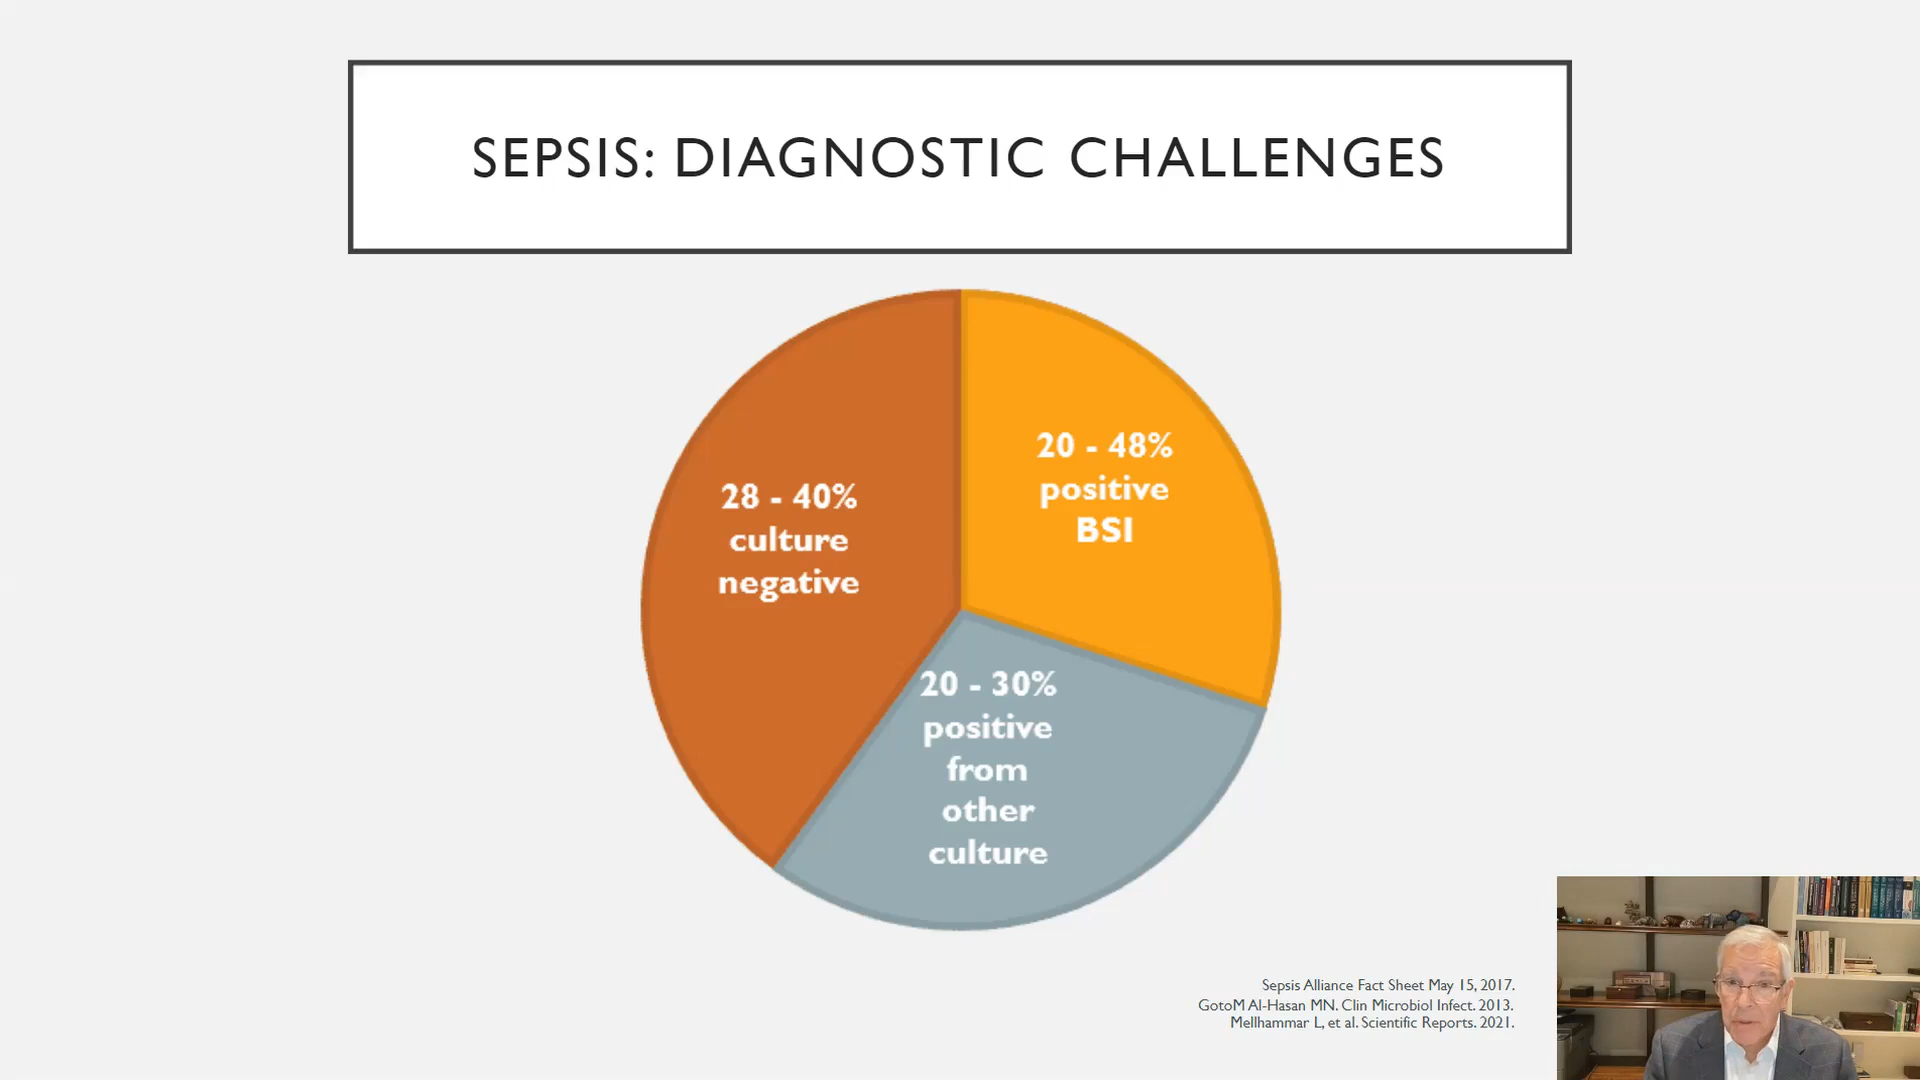 SEPSIS: DIAGNOSTIC CHALLENGES
20 - 48%
positive
BSI
28 - 40%
culture
negative
20 - 30%
positive
from
other
culture
Sepsis Alliance Fact Sheet May 15, 2017.
GotoM Al-Hasan MN. Clin Microbiol Infect. 2013.
Mellhammar L, et al. Scientific Reports. 2021.